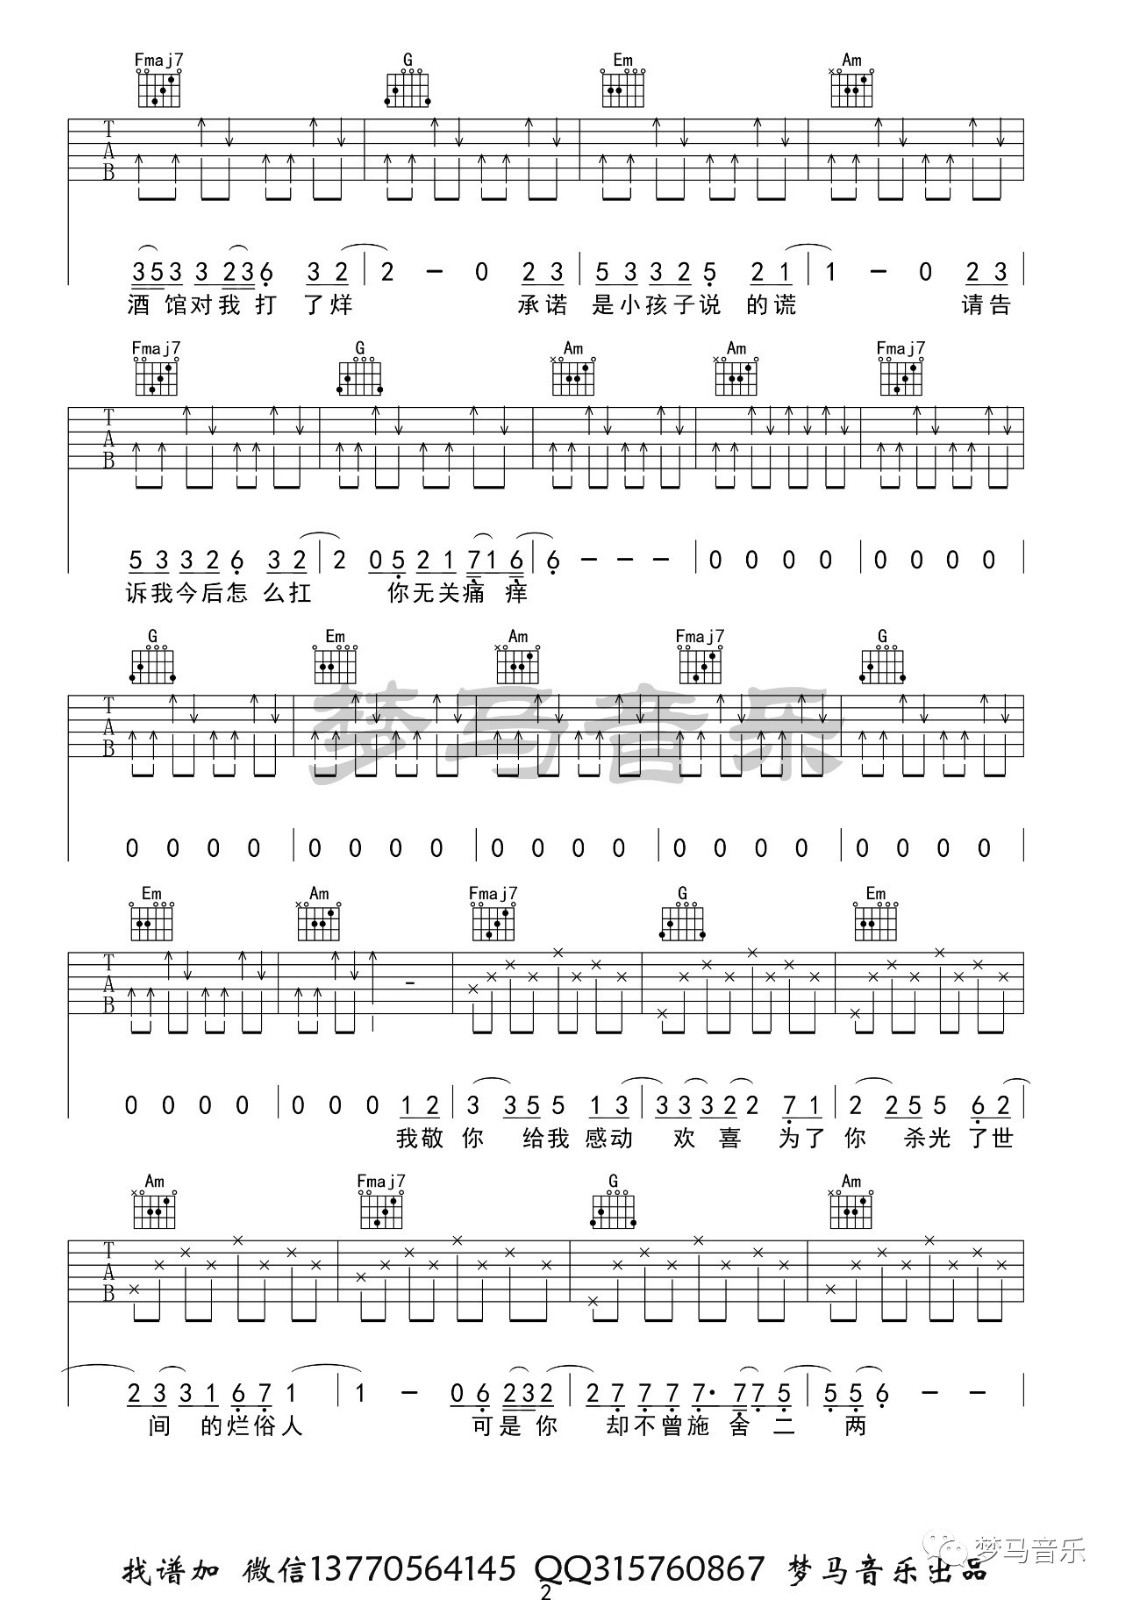 Fmaj7 G Em Am
T
A
B
3 5 3 3 2 3 6 3 2 | 2 - 0 2 3 | 5 3 3 2 5 2 1 | 1 - 0 2 3
酒 馆对我 打 了烊 承诺 是小孩子说 的谎 请告
Fmaj7 G Am Am Fmaj7
T
A
B
5 3 3 2 6 3 2 | 2 0 5 2 1 7 1 6 | 6 - - - | 0 0 0 0 | 0 0 0 0
诉我今后怎 么扛 你无关痛 痒
G Em Am Fmaj7 G
梦马音乐
T
A
B
0 0 0 0 | 0 0 0 0 | 0 0 0 0 | 0 0 0 0 | 0 0 0 0
Em Am Fmaj7 G Em
T
A
B
0 0 0 0 | 0 0 0 1 2 | 3 3 5 5 1 3 | 3 3 3 2 2 7 1 | 2 2 5 5 6 2
我敬 你 给我 感动 欢 喜 为了 你 杀光 了世
Am Fmaj7 G Am
T
A
B
2 3 3 1 6 7 1 | 1 - 0 6 2 3 2 | 2 7 7 7 7· 7 7 5 | 5 5 6 - -
间 的烂俗人 可是你 却不曾施 舍 二 两
梦马音乐
找谱加 微信13770564145 QQ315760867 梦马音乐出品
2